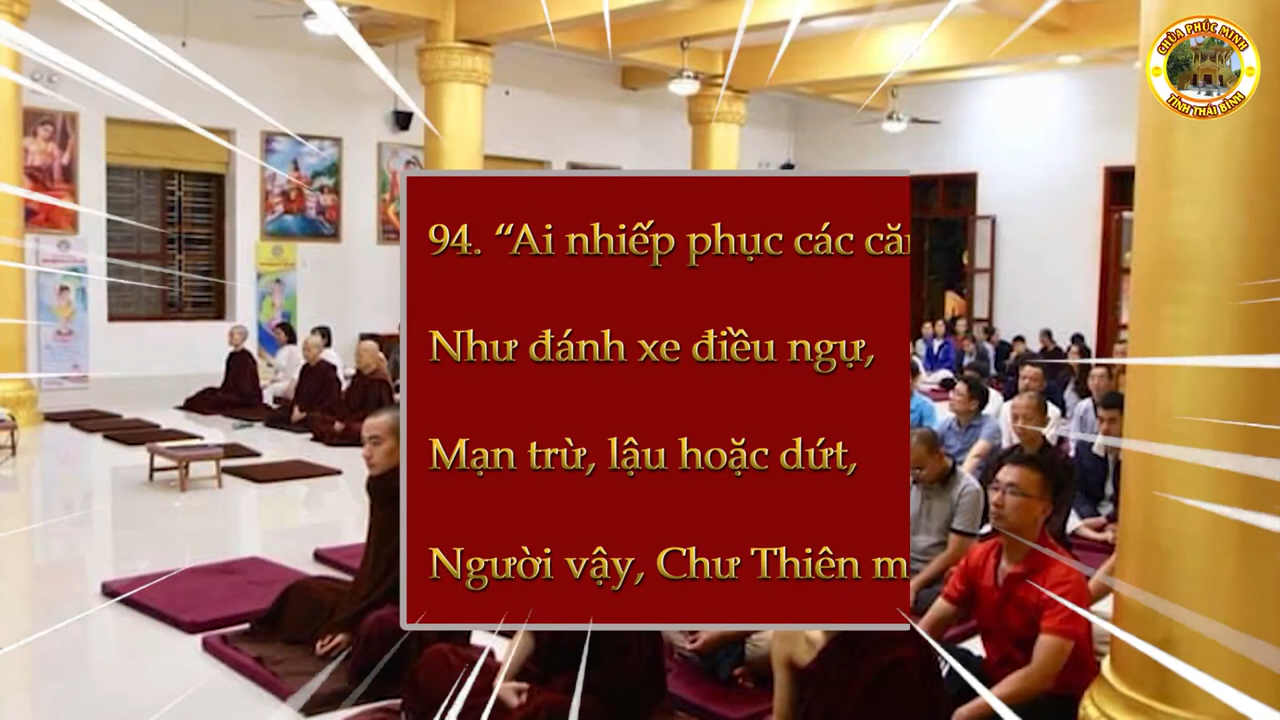 CHÙA PHÚC MINH
TỈNH THÁI BÌNH
94. “Ai nhiếp phục các
Như đánh xe điều ngự,
Mạn trừ, lậu hoặc dứt,
Người vậy, Chư Thiên